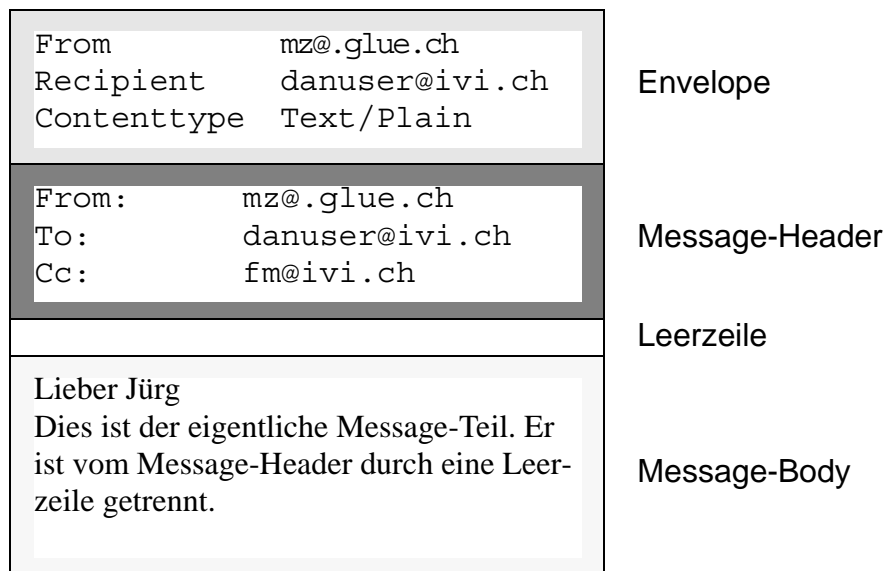 From mz@.glue.ch
Recipient danuser@ivi.ch
Contenttype Text/Plain
Envelope
From: mz@.glue.ch
To: danuser@ivi.ch
Cc: fm@ivi.ch
Message-Header
Leerzeile
Lieber Jürg
Dies ist der eigentliche Message-Teil. Er
ist vom Message-Header durch eine Leer-
zeile getrennt.
Message-Body